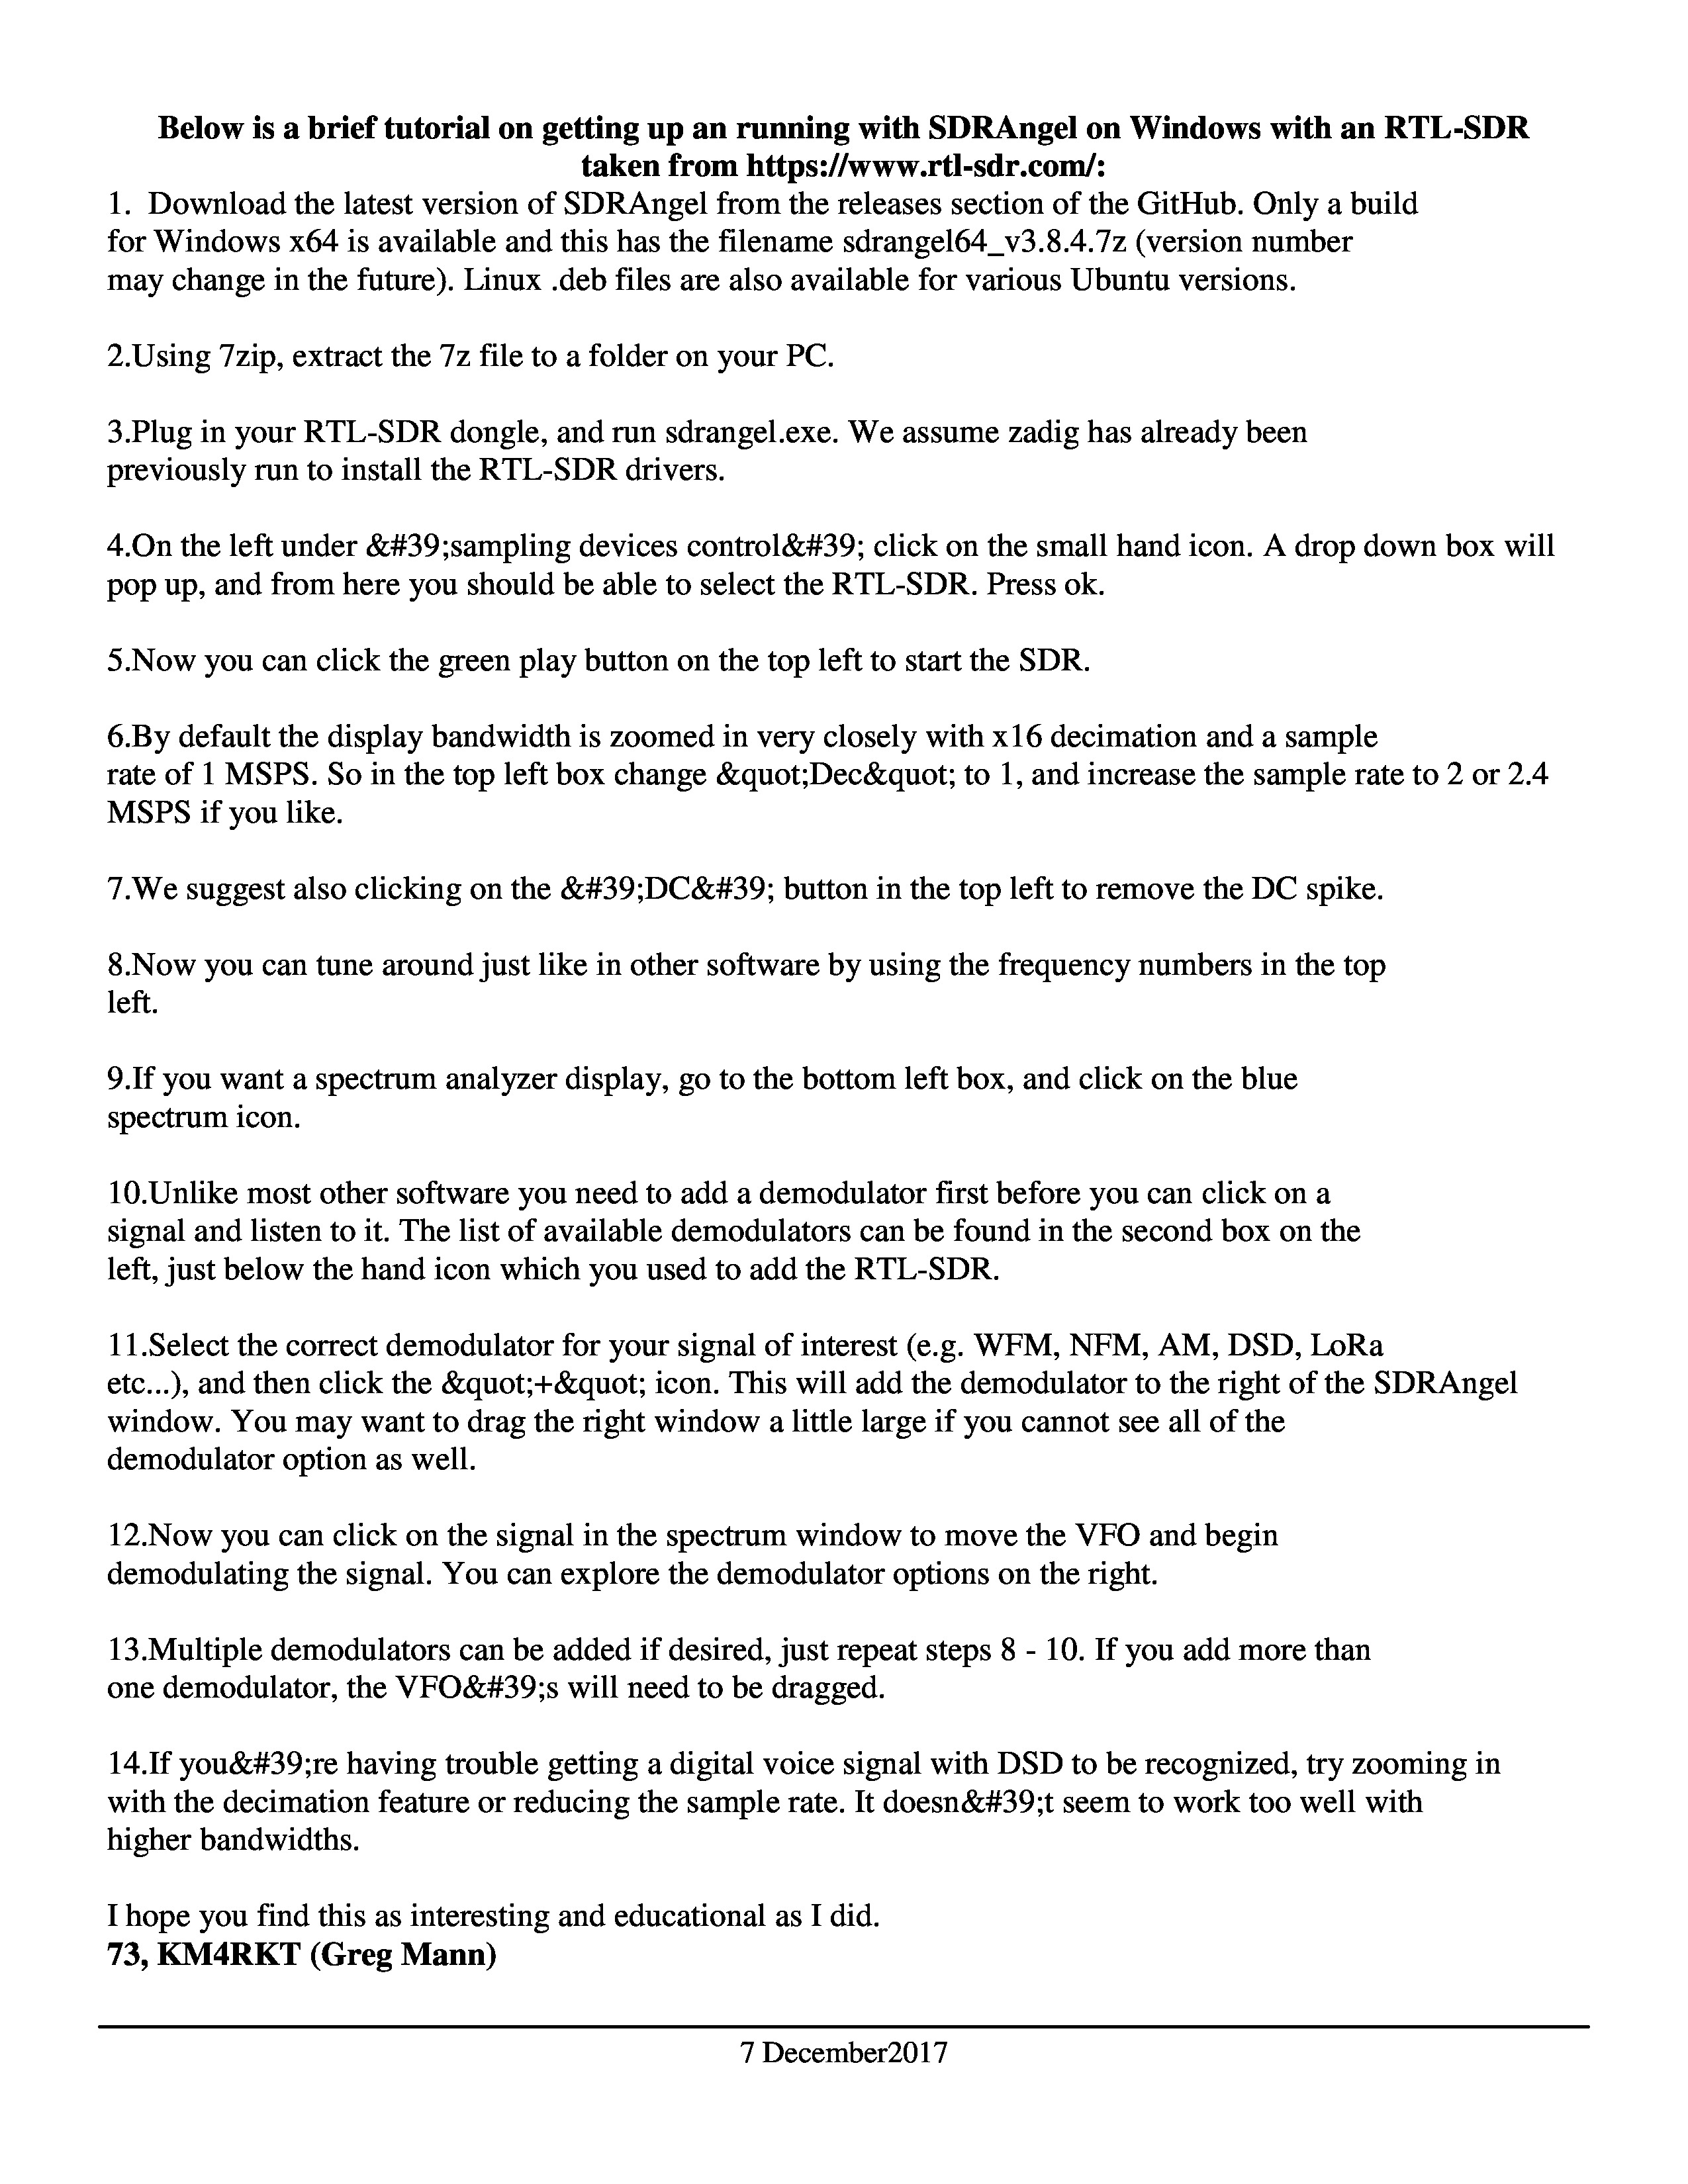 Below is a brief tutorial on getting up an running with SDRAngel on Windows with an RTL-SDR
taken from https://www.rtl-sdr.com/:
1.  Download the latest version of SDRAngel from the releases section of the GitHub. Only a build
for Windows x64 is available and this has the filename sdrangel64_v3.8.4.7z (version number
may change in the future). Linux .deb files are also available for various Ubuntu versions.
2.Using 7zip, extract the 7z file to a folder on your PC.
3.Plug in your RTL-SDR dongle, and run sdrangel.exe. We assume zadig has already been
previously run to install the RTL-SDR drivers.
4.On the left under &#39;sampling devices control&#39; click on the small hand icon. A drop down box will
pop up, and from here you should be able to select the RTL-SDR. Press ok.
5.Now you can click the green play button on the top left to start the SDR.
6.By default the display bandwidth is zoomed in very closely with x16 decimation and a sample
rate of 1 MSPS. So in the top left box change &quot;Dec&quot; to 1, and increase the sample rate to 2 or 2.4
MSPS if you like.
7.We suggest also clicking on the &#39;DC&#39; button in the top left to remove the DC spike.
8.Now you can tune around just like in other software by using the frequency numbers in the top
left.
9.If you want a spectrum analyzer display, go to the bottom left box, and click on the blue
spectrum icon.
10.Unlike most other software you need to add a demodulator first before you can click on a
signal and listen to it. The list of available demodulators can be found in the second box on the
left, just below the hand icon which you used to add the RTL-SDR.
11.Select the correct demodulator for your signal of interest (e.g. WFM, NFM, AM, DSD, LoRa
etc...), and then click the &quot;+&quot; icon. This will add the demodulator to the right of the SDRAngel
window. You may want to drag the right window a little large if you cannot see all of the
demodulator option as well.
12.Now you can click on the signal in the spectrum window to move the VFO and begin
demodulating the signal. You can explore the demodulator options on the right.
13.Multiple demodulators can be added if desired, just repeat steps 8 - 10. If you add more than
one demodulator, the VFO&#39;s will need to be dragged.
14.If you&#39;re having trouble getting a digital voice signal with DSD to be recognized, try zooming in
with the decimation feature or reducing the sample rate. It doesn&#39;t seem to work too well with
higher bandwidths.
I hope you find this as interesting and educational as I did.
73, KM4RKT (Greg Mann)
7 December2017